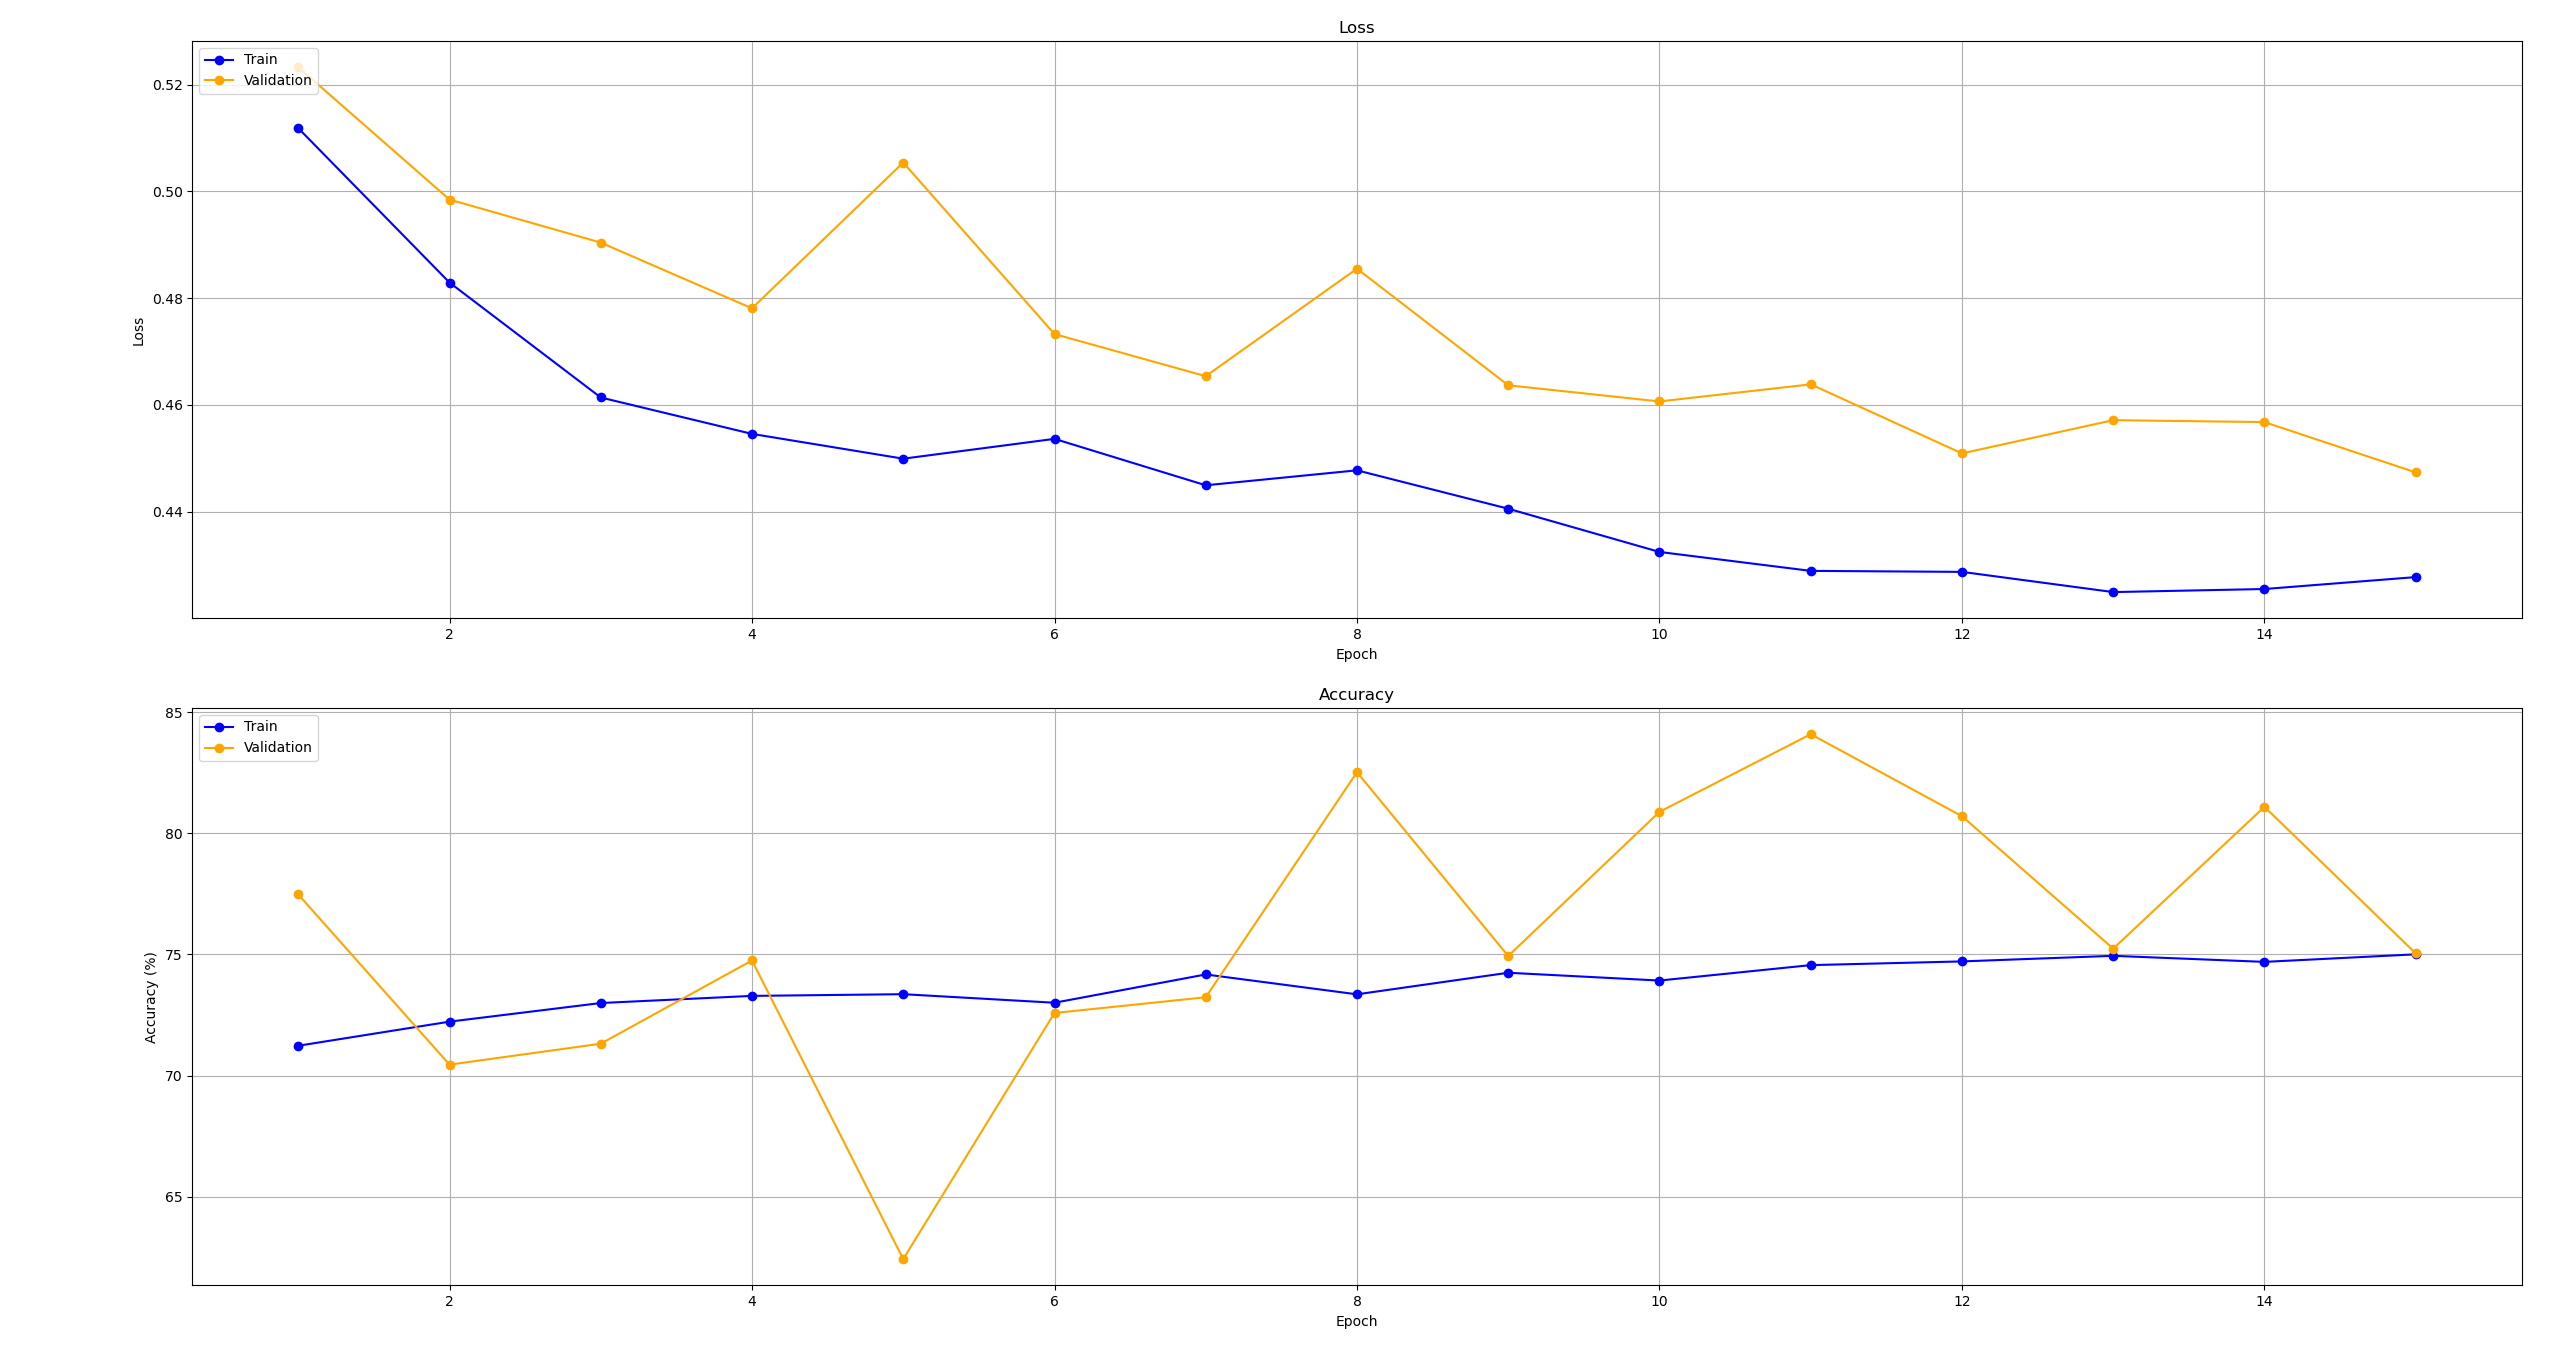 Loss
Train
Validation
0.52
0.50
0.48
0.46
0.44
Loss
2 4 6 8 10 12 14
Epoch
Accuracy
Train
Validation
85
80
75
70
65
Accuracy (%)
2 4 6 8 10 12 14
Epoch